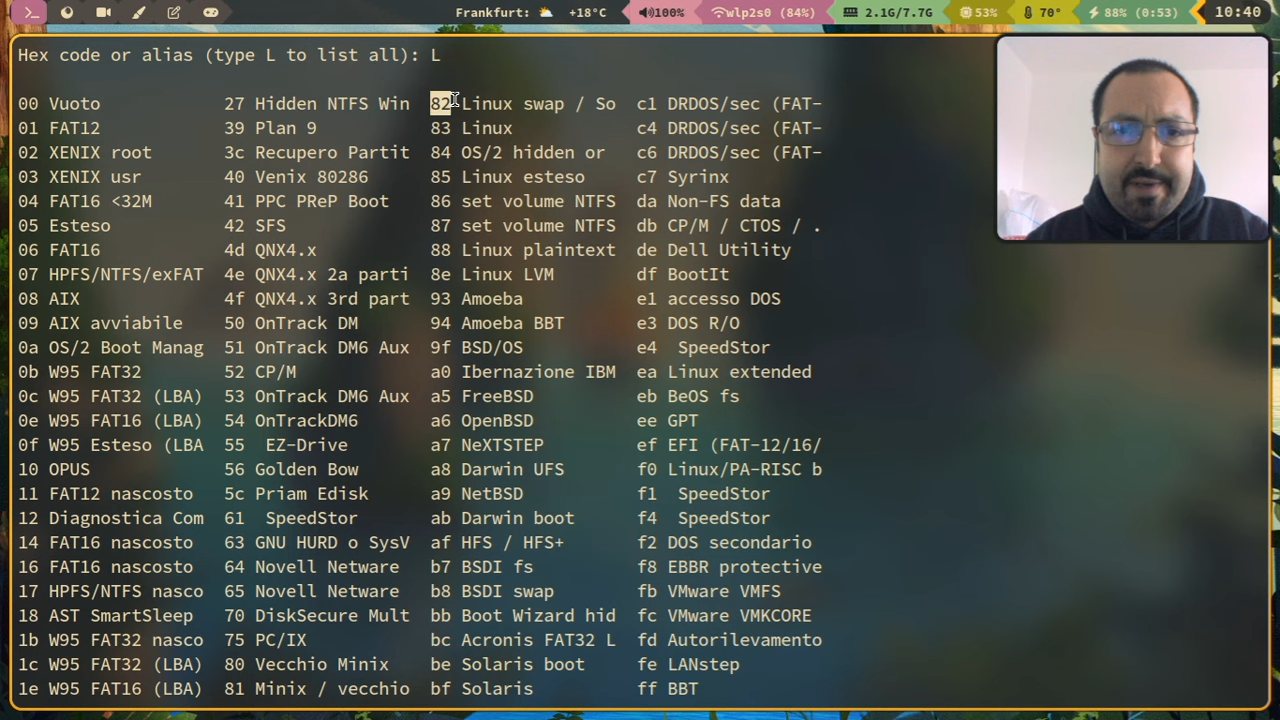 Frankfurt: +18°C 100% wlp2s0 (84%) 2.1G/7.7G 53% 70° 88% (0:53) 10:40
Hex code or alias (type L to list all): L
00 Vuoto 27 Hidden NTFS Win 82 Linux swap / So c1 DRDOS/sec (FAT-
01 FAT12 39 Plan 9 83 Linux c4 DRDOS/sec (FAT-
02 XENIX root 3c Recupero Partit 84 OS/2 hidden or c6 DRDOS/sec (FAT-
03 XENIX usr 40 Venix 80286 85 Linux esteso c7 Syrinx
04 FAT16 <32M 41 PPC PReP Boot 86 set volume NTFS da Non-FS data
05 Esteso 42 SFS 87 set volume NTFS db CP/M / CTOS / .
06 FAT16 4d QNX4.x 88 Linux plaintext de Dell Utility
07 HPFS/NTFS/exFAT 4e QNX4.x 2a parti 8e Linux LVM df BootIt
08 AIX 4f QNX4.x 3rd part 93 Amoeba e1 accesso DOS
09 AIX avviabile 50 OnTrack DM 94 Amoeba BBT e3 DOS R/O
0a OS/2 Boot Manag 51 OnTrack DM6 Aux 9f BSD/OS e4 SpeedStor
0b W95 FAT32 52 CP/M a0 Ibernazione IBM ea Linux extended
0c W95 FAT32 (LBA) 53 OnTrack DM6 Aux a5 FreeBSD eb BeOS fs
0e W95 FAT16 (LBA) 54 OnTrackDM6 a6 OpenBSD ee GPT
0f W95 Esteso (LBA 55 EZ-Drive a7 NeXTSTEP ef EFI (FAT-12/16/
10 OPUS 56 Golden Bow a8 Darwin UFS f0 Linux/PA-RISC b
11 FAT12 nascosto 5c Priam Edisk a9 NetBSD f1 SpeedStor
12 Diagnostica Com 61 SpeedStor ab Darwin boot f4 SpeedStor
14 FAT16 nascosto 63 GNU HURD o SysV af HFS / HFS+ f2 DOS secondario
16 FAT16 nascosto 64 Novell Netware b7 BSDI fs f8 EBBR protective
17 HPFS/NTFS nasco 65 Novell Netware b8 BSDI swap fb VMware VMFS
18 AST SmartSleep 70 DiskSecure Mult bb Boot Wizard hid fc VMware VMKCORE
1b W95 FAT32 nasco 75 PC/IX bc Acronis FAT32 L fd Autorilevamento
1c W95 FAT32 (LBA) 80 Vecchio Minix be Solaris boot fe LANstep
1e W95 FAT16 (LBA) 81 Minix / vecchio bf Solaris ff BBT